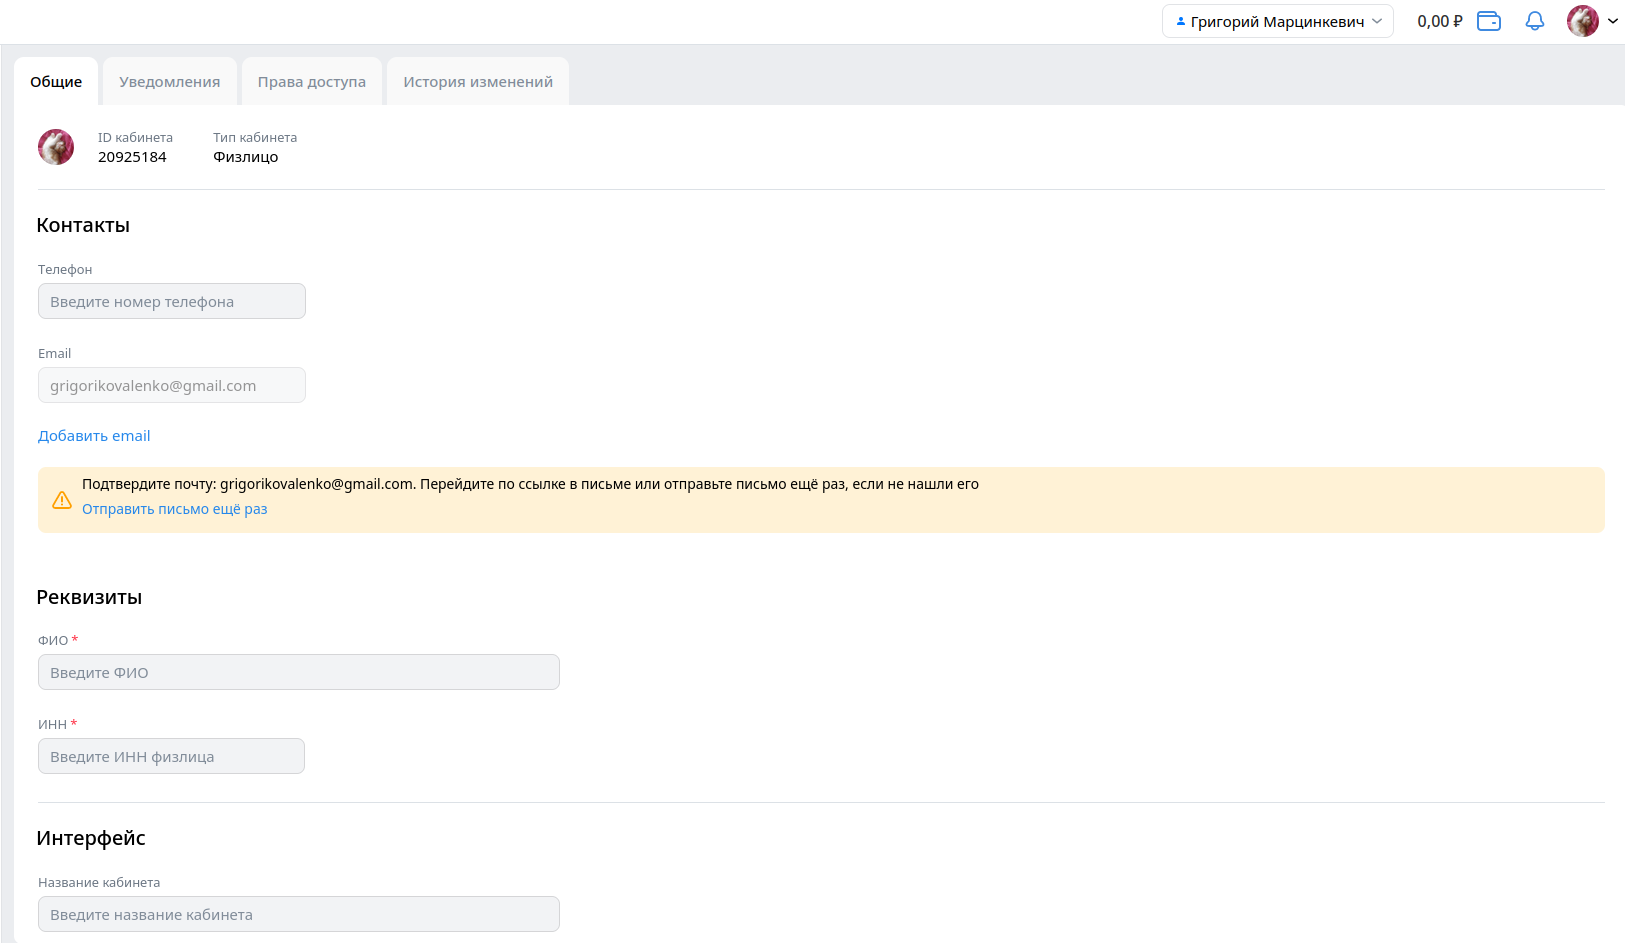 Григорий Марцинкевич
0,00 ₽
Общие
Уведомления
Права доступа
История изменений
ID кабинета
20925184
Тип кабинета
Физлицо
Контакты
Телефон
Введите номер телефона
Email
grigorikovalenko@gmail.com
Добавить email
Подтвердите почту: grigorikovalenko@gmail.com. Перейдите по ссылке в письме или отправьте письмо ещё раз, если не нашли его
Отправить письмо ещё раз
Реквизиты
ФИО *
Введите ФИО
ИНН *
Введите ИНН физлица
Интерфейс
Название кабинета
Введите название кабинета